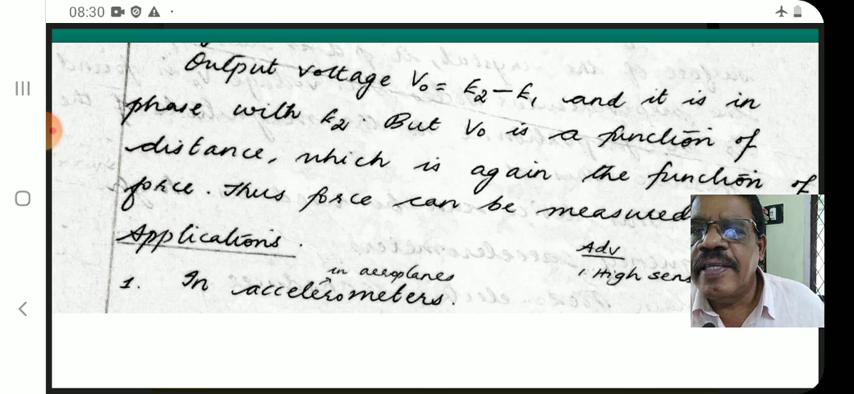 08:30
Output voltage V₀ = E₂ – E₁ and it is in
phase with E₂. But V₀ is a function of
distance, which is again the function of
force. Thus force can be measured
Applications.
Adv
in aeroplanes
1 High sens
1. In accelerometers.